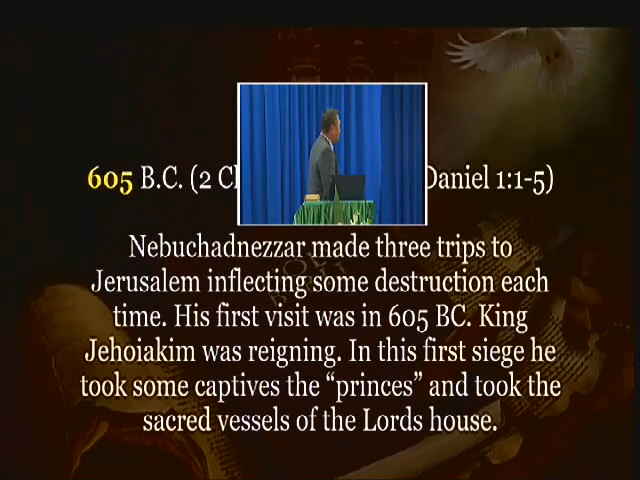 605 B.C. (2 Daniel 1:1-5)
Nebuchadnezzar made three trips to
Jerusalem inflecting some destruction each
time. His first visit was in 605 BC. King
Jehoiakim was reigning. In this first siege he
took some captives the “princes” and took the
sacred vessels of the Lords house.